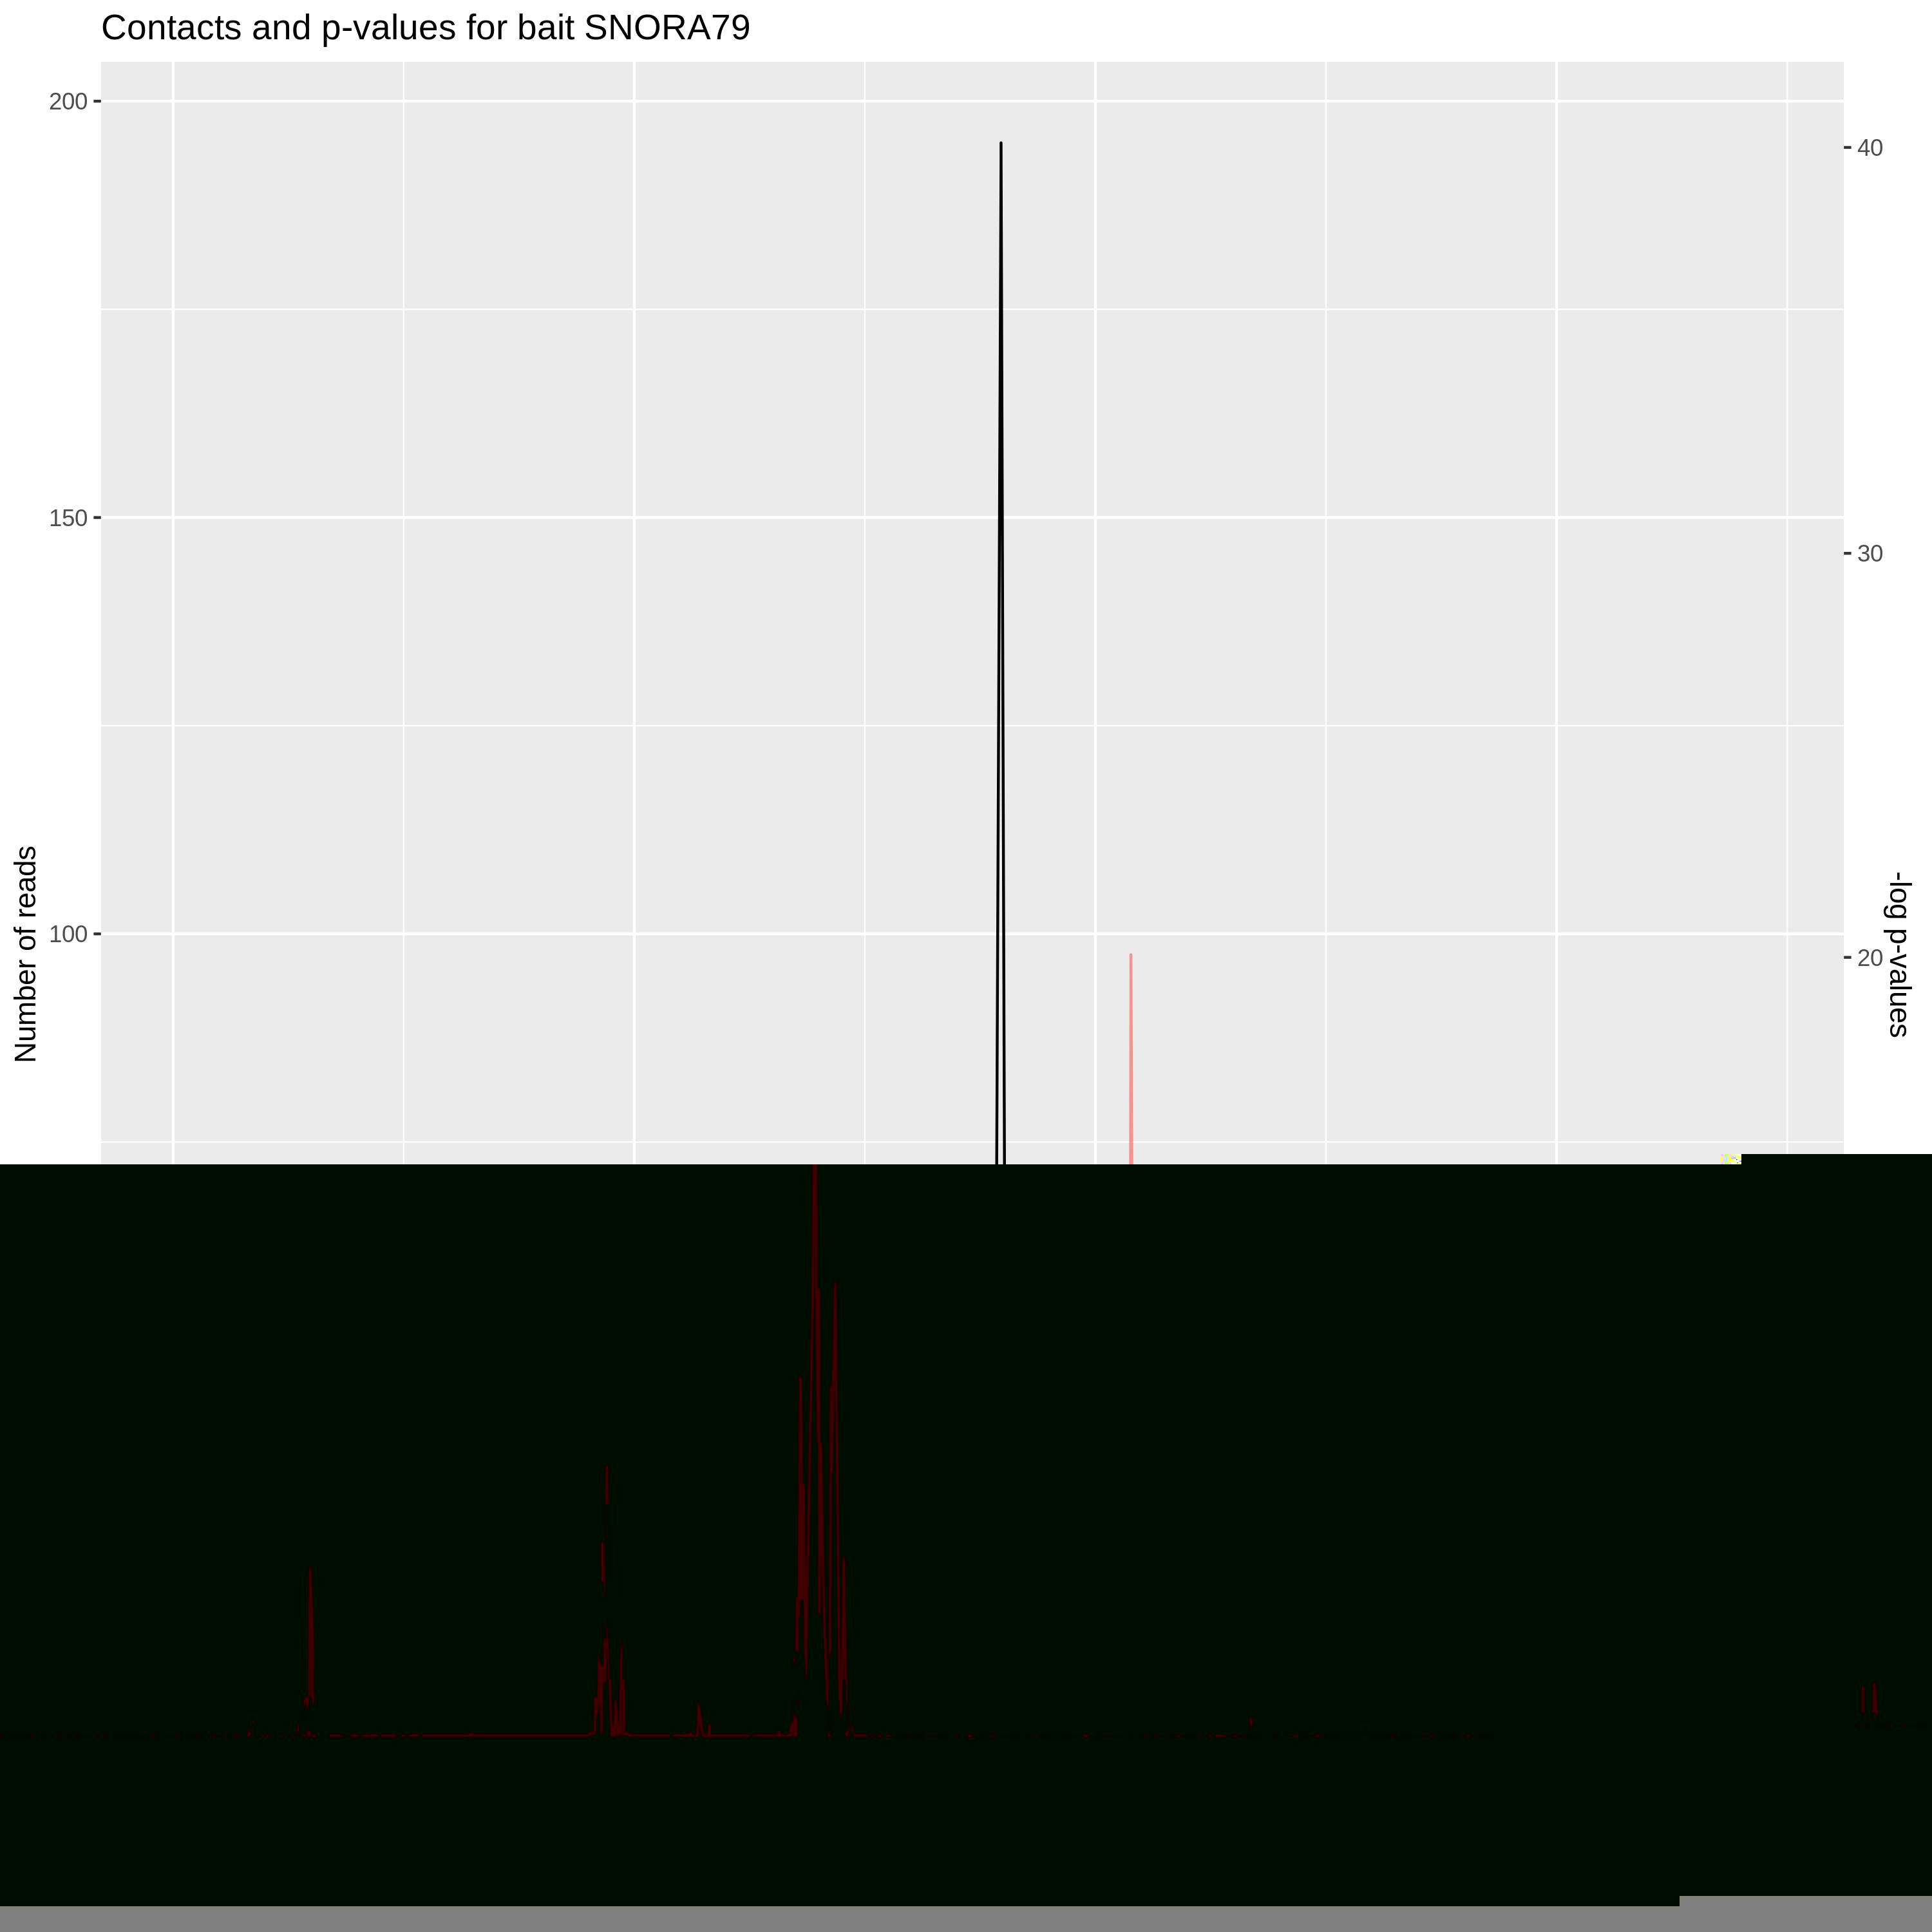 Contacts and p-values for bait SNORA79
200
150
100
Number of reads
40
30
20
-log p-values